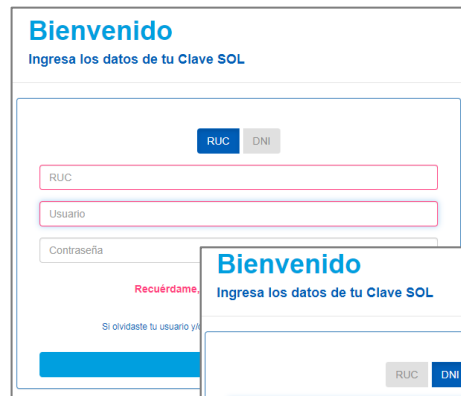 Bienvenido
Ingresa los datos de tu Clave SOL
RUC DNI
RUC
Usuario
Contraseña
Recuérdame,
Si olvidaste tu usuario
Bienvenido
Ingresa los datos de tu Clave SOL
RUC DNI